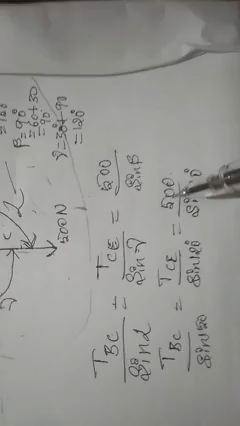 =150
β=90°
=60+30
=90
γ=30+90
=120°
C
500N
T_BC / sin α = T_CE / sin γ = 500 / sin β
T_BC / sin 150 = T_CE / sin 120 = 500 / sin